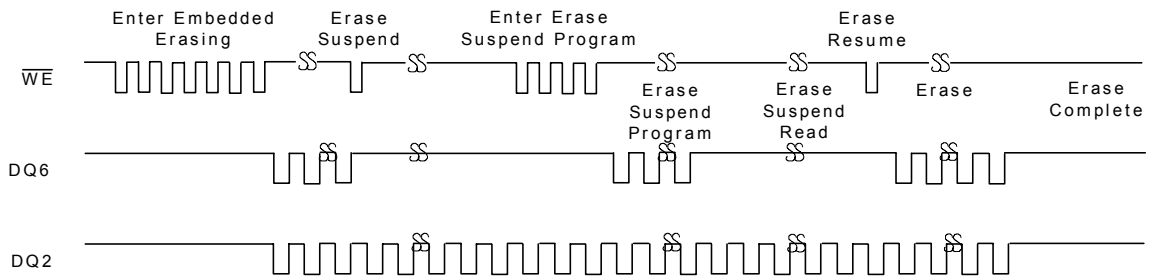 Enter Embedded
Erasing
Erase
Suspend
Enter Erase
Suspend Program
Erase
Resume
WE
Erase
Suspend
Program
Erase
Suspend
Read
Erase
Erase
Complete
DQ6
DQ2